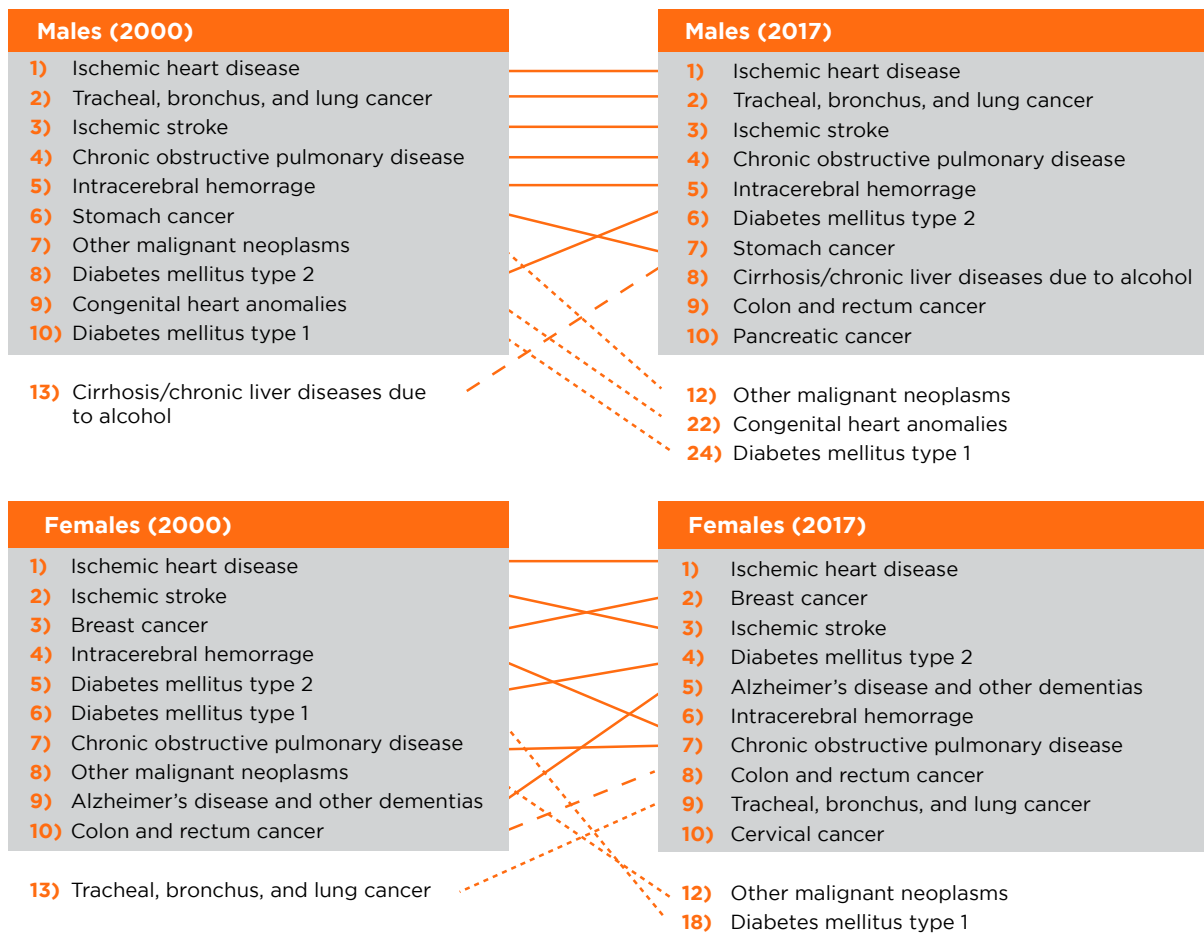 Males (2000)
1) Ischemic heart disease
2) Tracheal, bronchus, and lung cancer
3) Ischemic stroke
4) Chronic obstructive pulmonary disease
5) Intracerebral hemorrhage
6) Stomach cancer
7) Other malignant neoplasms
8) Diabetes mellitus type 2
9) Congenital heart anomalies
10) Diabetes mellitus type 1
13) Cirrhosis/chronic liver diseases due
to alcohol
Males (2017)
1) Ischemic heart disease
2) Tracheal, bronchus, and lung cancer
3) Ischemic stroke
4) Chronic obstructive pulmonary disease
5) Intracerebral hemorrhage
6) Diabetes mellitus type 2
7) Stomach cancer
8) Cirrhosis/chronic liver diseases due to alcohol
9) Colon and rectum cancer
10) Pancreatic cancer
12) Other malignant neoplasms
22) Congenital heart anomalies
24) Diabetes mellitus type 1
Females (2000)
1) Ischemic heart disease
2) Ischemic stroke
3) Breast cancer
4) Intracerebral hemorrhage
5) Diabetes mellitus type 2
6) Diabetes mellitus type 1
7) Chronic obstructive pulmonary disease
8) Other malignant neoplasms
9) Alzheimer's disease and other dementias
10) Colon and rectum cancer
13) Tracheal, bronchus, and lung cancer
Females (2017)
1) Ischemic heart disease
2) Breast cancer
3) Ischemic stroke
4) Diabetes mellitus type 2
5) Alzheimer's disease and other dementias
6) Intracerebral hemorrhage
7) Chronic obstructive pulmonary disease
8) Colon and rectum cancer
9) Tracheal, bronchus, and lung cancer
10) Cervical cancer
12) Other malignant neoplasms
18) Diabetes mellitus type 1